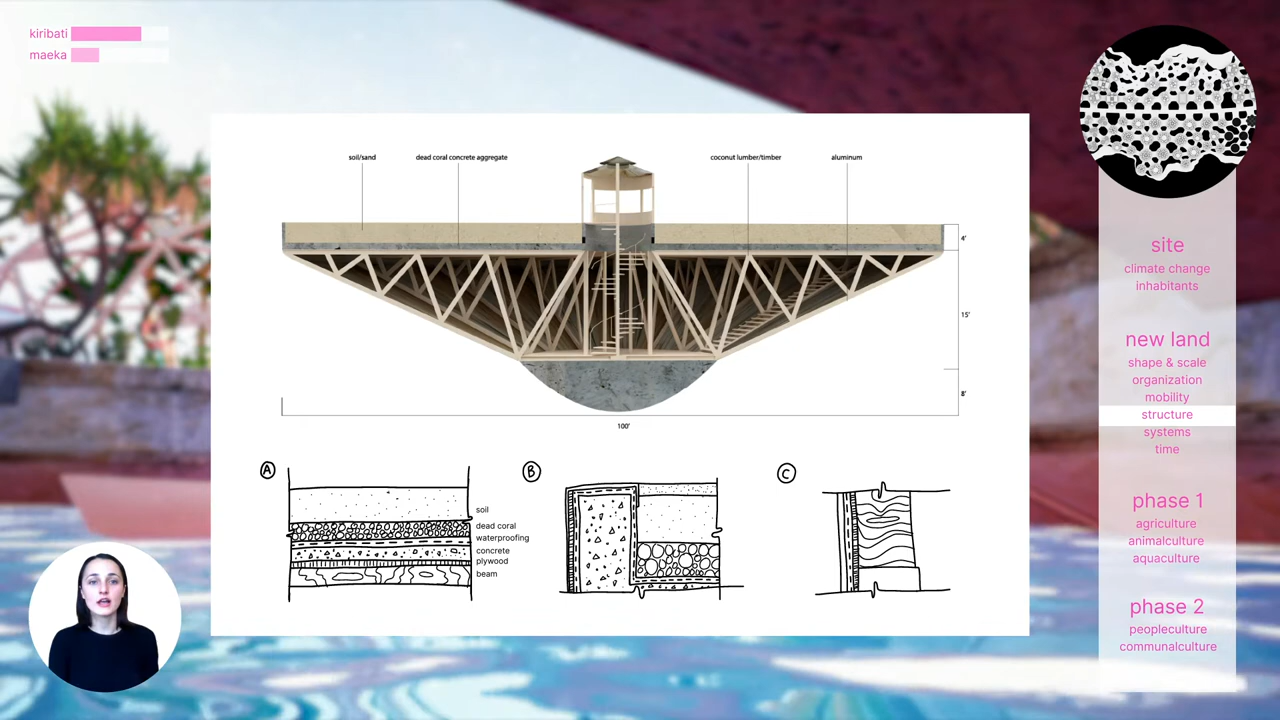 kiribati
maeka
soil/sand
dead coral concrete aggregate
coconut lumber/timber
aluminum
4'
15'
8'
100'
A
B
C
soil
dead coral
waterproofing
concrete
plywood
beam
site
climate change
inhabitants
new land
shape & scale
organization
mobility
structure
systems
time
phase 1
agriculture
animalculture
aquaculture
phase 2
peopleculture
communalculture